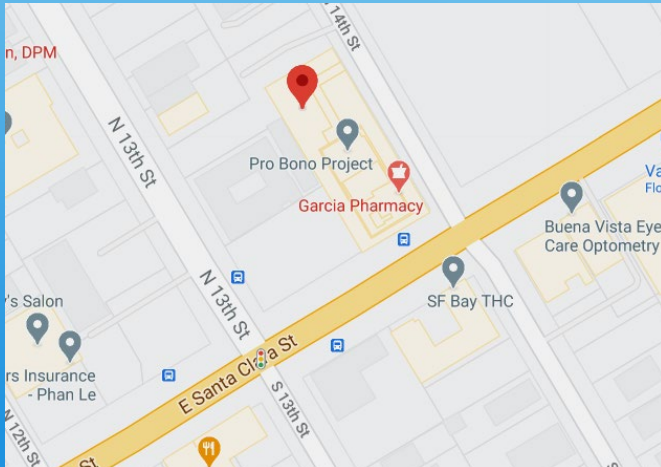 n, DPM
N 14th St
N 13th St
Pro Bono Project
Garcia Pharmacy
Va
Flo
Buena Vista Eye
Care Optometry
N 13th St
SF Bay THC
y's Salon
rs Insurance
- Phan Le
E Santa Clara St
S 13th St
N 12th St
St
S